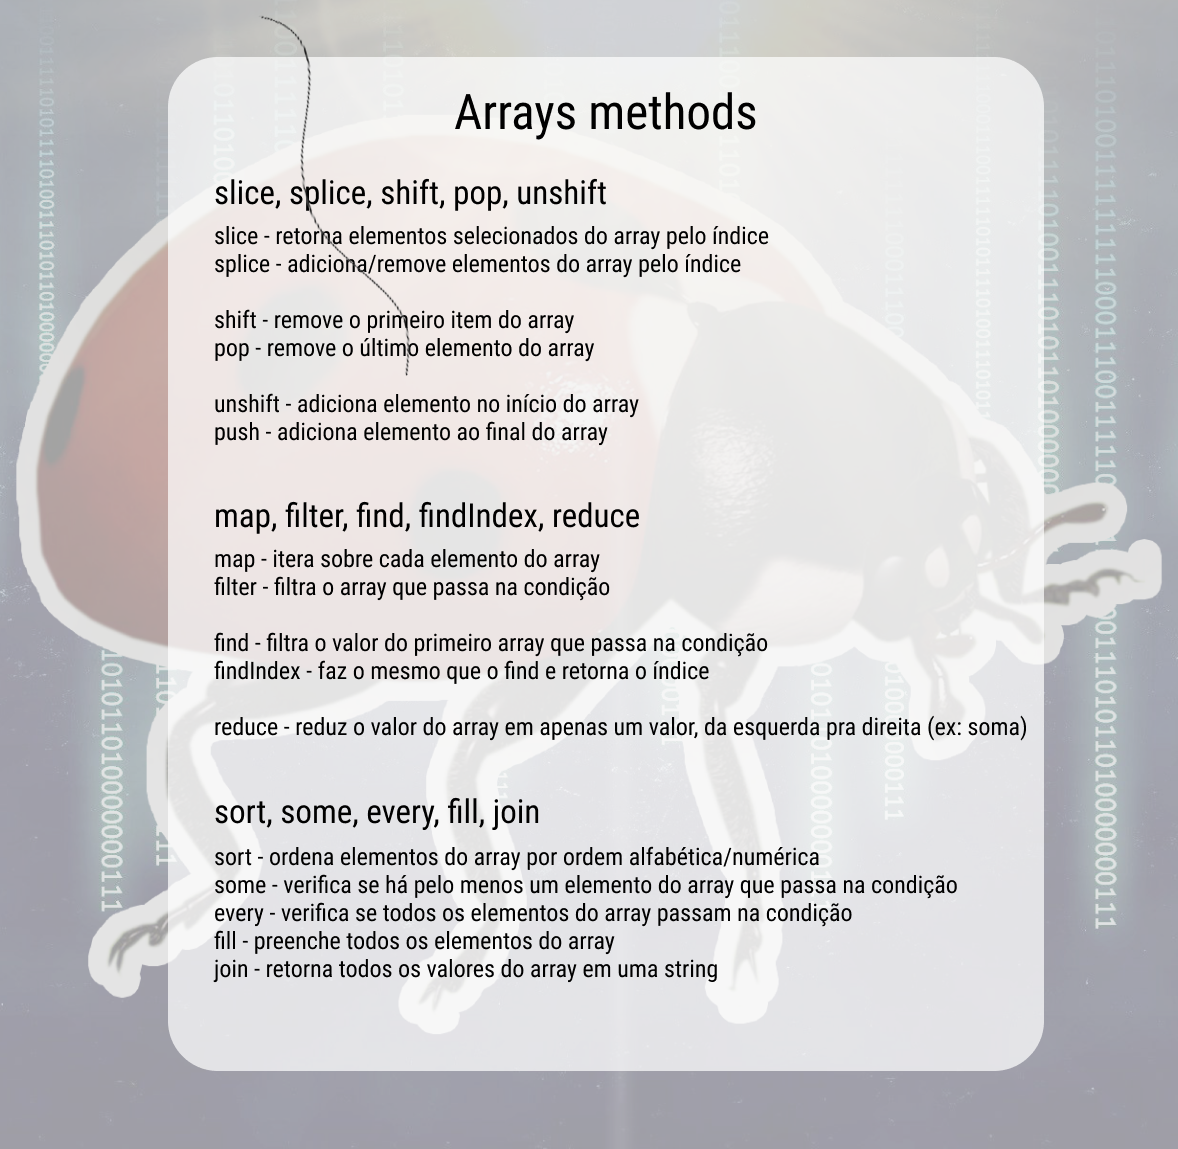 Arrays methods
slice, splice, shift, pop, unshift
slice - retorna elementos selecionados do array pelo índice
splice - adiciona/remove elementos do array pelo índice
shift - remove o primeiro item do array
pop - remove o último elemento do array
unshift - adiciona elemento no início do array
push - adiciona elemento ao final do array
map, filter, find, findIndex, reduce
map - itera sobre cada elemento do array
filter - filtra o array que passa na condição
find - filtra o valor do primeiro array que passa na condição
findIndex - faz o mesmo que o find e retorna o índice
reduce - reduz o valor do array em apenas um valor, da esquerda pra direita (ex: soma)
sort, some, every, fill, join
sort - ordena elementos do array por ordem alfabética/numérica
some - verifica se há pelo menos um elemento do array que passa na condição
every - verifica se todos os elementos do array passam na condição
fill - preenche todos os elementos do array
join - retorna todos os valores do array em uma string